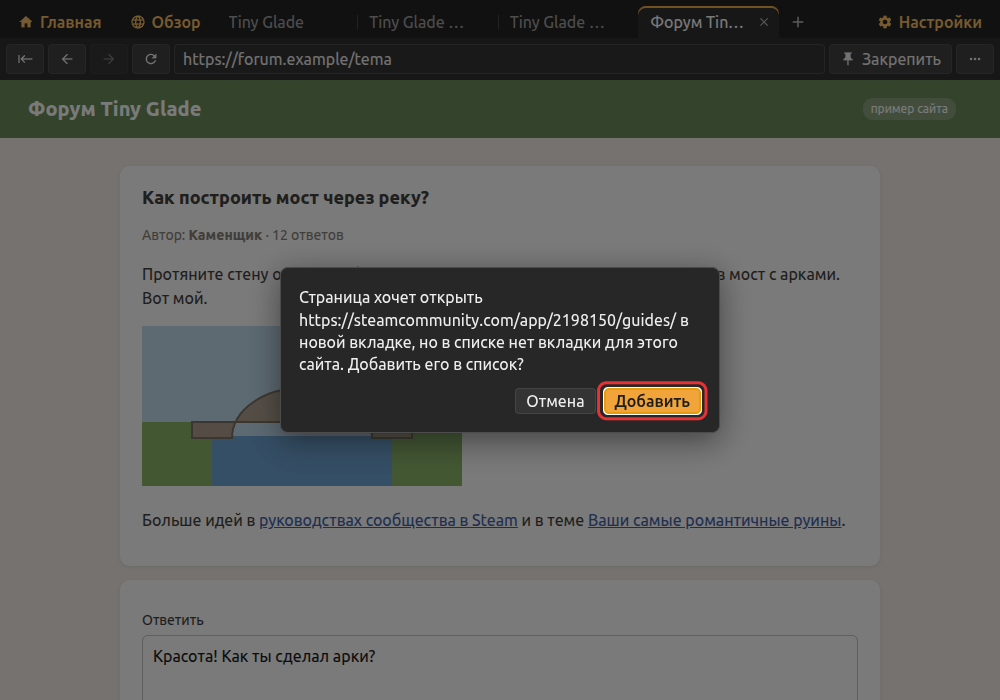 Главная Обзор Tiny Glade Tiny Glade ... Tiny Glade ... Форум Tin... Настройки
https://forum.example/tema Закрепить
Форум Tiny Glade пример сайта
Как построить мост через реку?
Автор: Каменщик · 12 ответов
Протяните стену в мост с арками.
Вот мой.
Страница хочет открыть
https://steamcommunity.com/app/2198150/guides/ в
новой вкладке, но в списке нет вкладки для этого
сайта. Добавить его в список?
Отмена Добавить
Больше идей в руководствах сообщества в Steam и в теме Ваши самые романтичные руины.
Ответить
Красота! Как ты сделал арки?